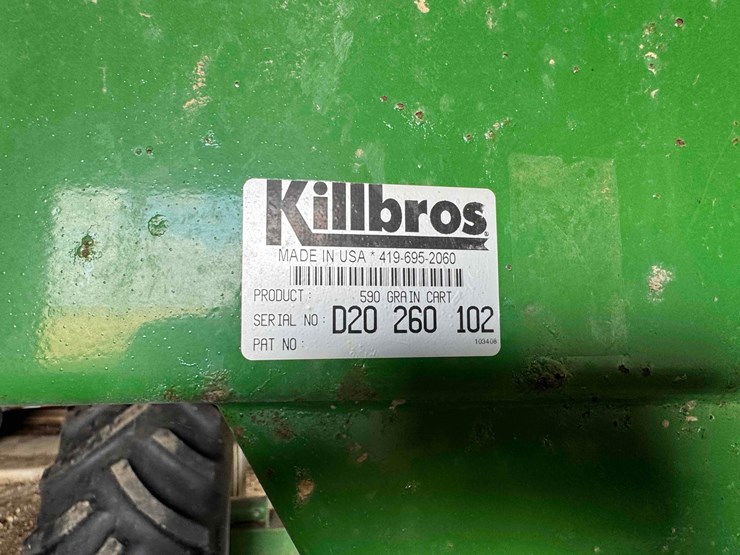 Killbros®
MADE IN USA * 419-695-2060
PRODUCT: 590 GRAIN CART
SERIAL NO: D20 260 102
PAT NO:
103408